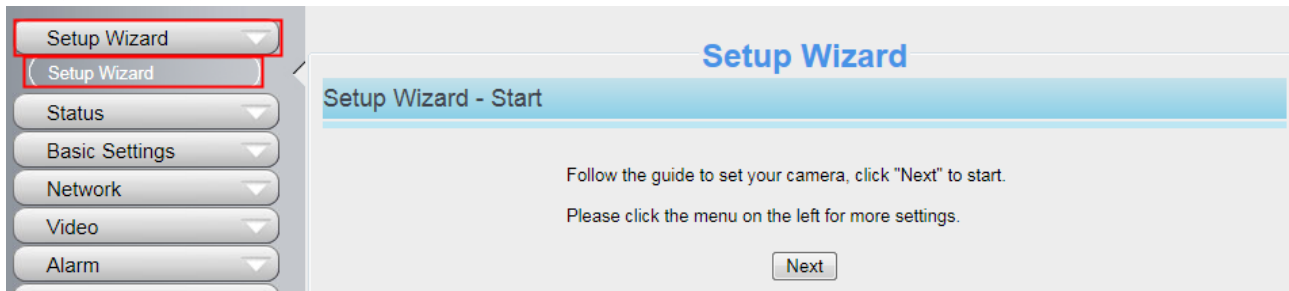 Setup Wizard
Setup Wizard
Status
Basic Settings
Network
Video
Alarm
Setup Wizard
Setup Wizard - Start
Follow the guide to set your camera, click "Next" to start.
Please click the menu on the left for more settings.
Next